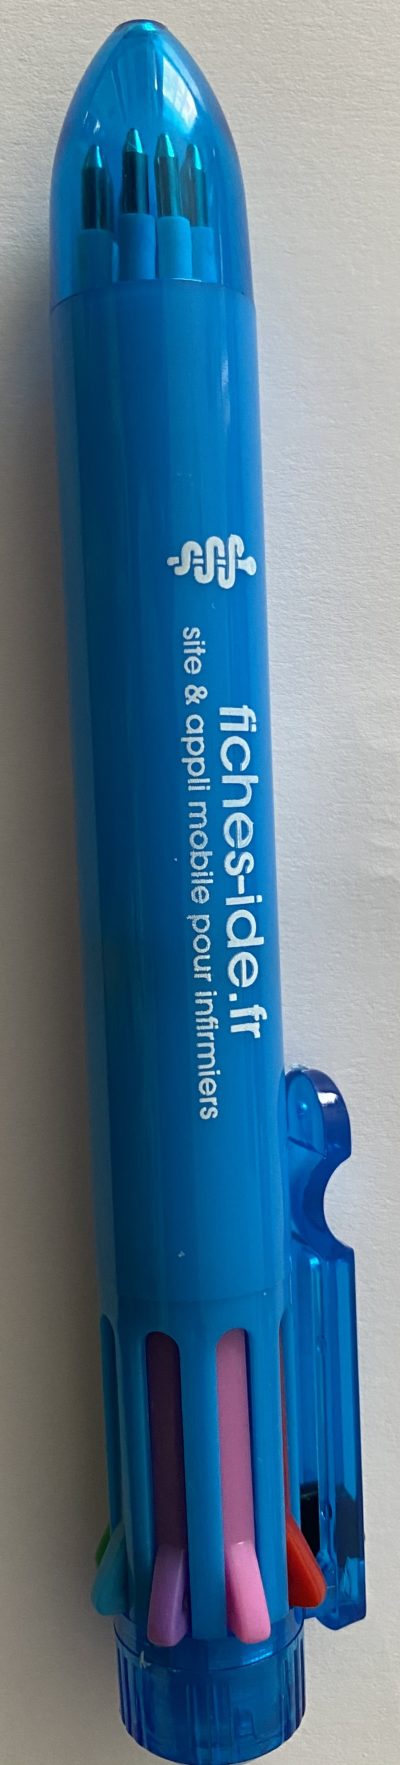 fiches-ide.fr
site & appli mobile pour infirmiers